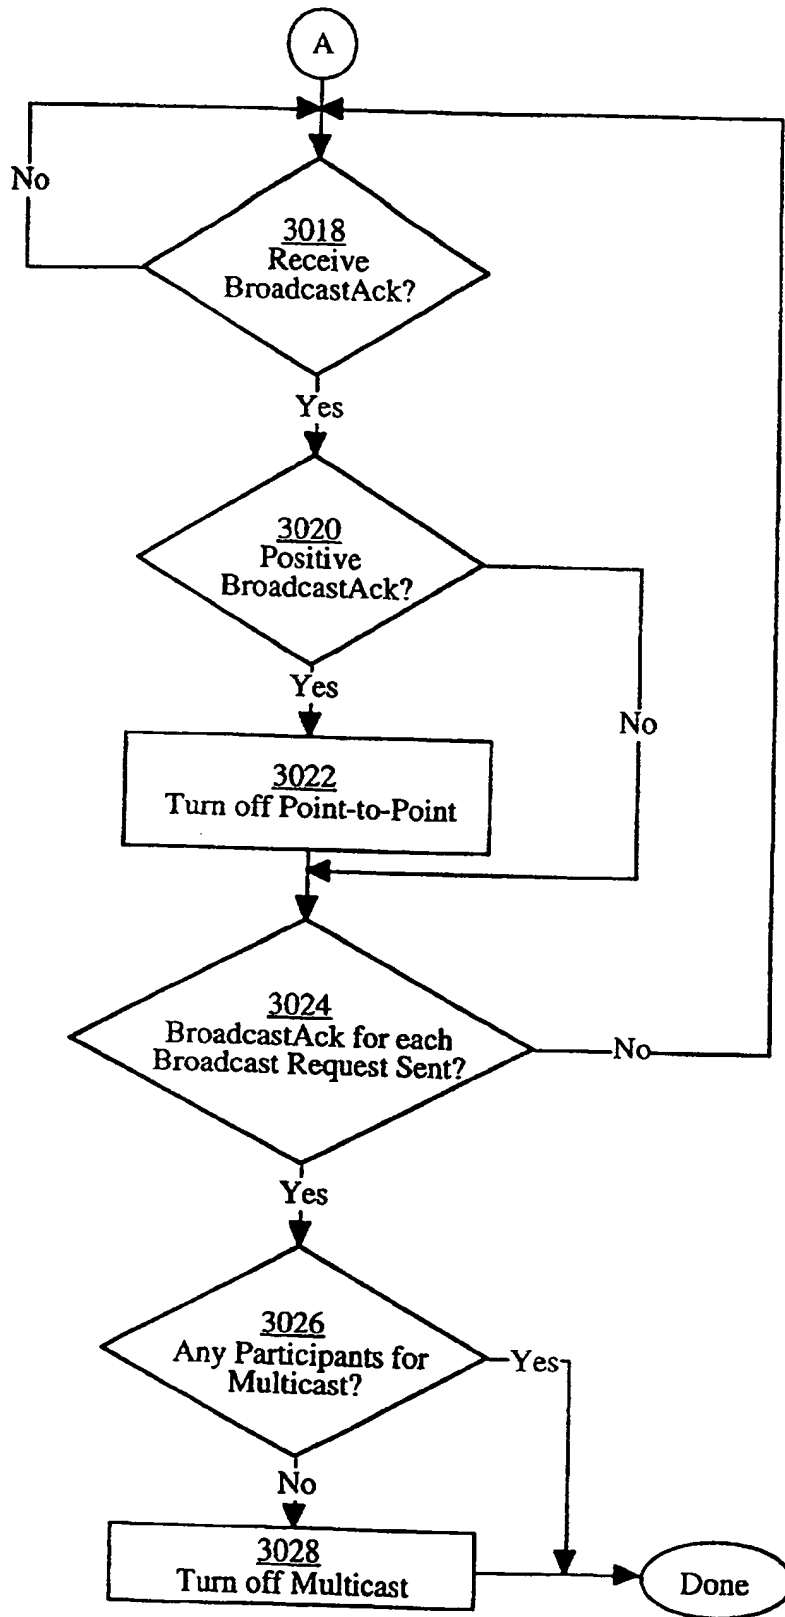 A
No
3018
Receive
BroadcastAck?
Yes
3020
Positive
BroadcastAck?
Yes
No
3022
Turn off Point-to-Point
3024
BroadcastAck for each
Broadcast Request Sent?
No
Yes
3026
Any Participants for
Multicast?
Yes
No
3028
Turn off Multicast
Done